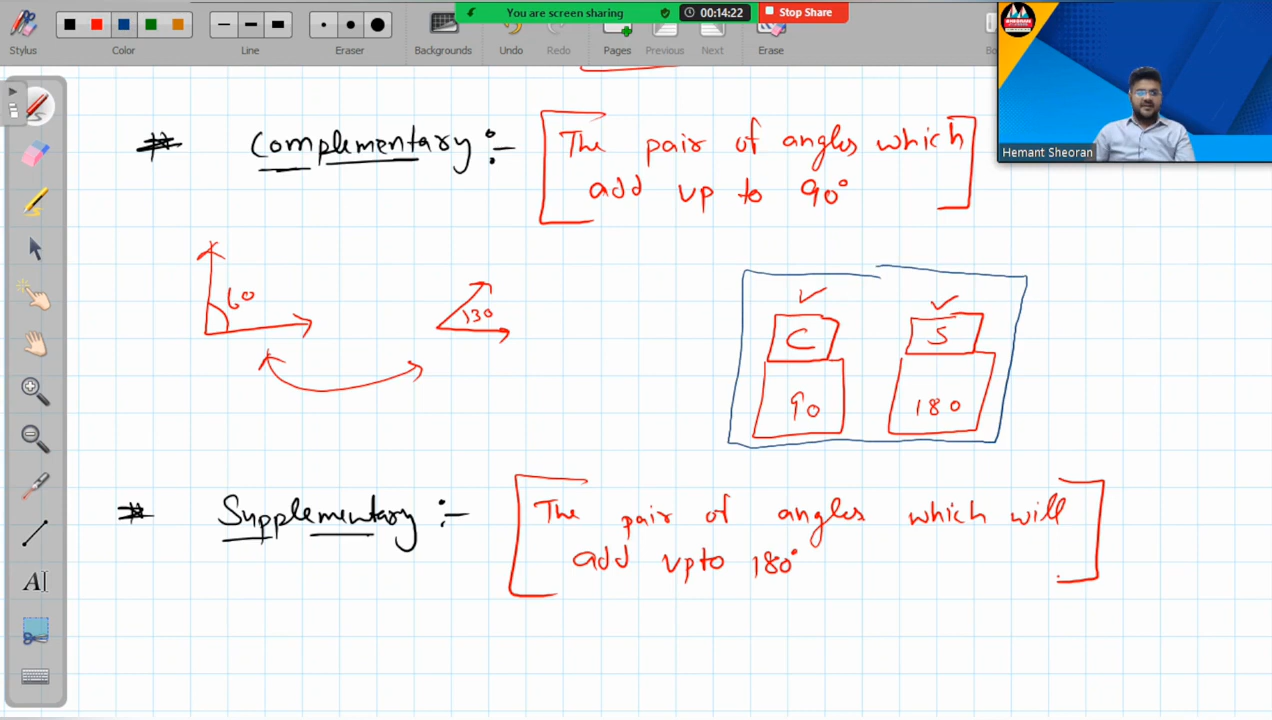 You are screen sharing
00:14:22
Stop Share
Stylus
Color
Line
Eraser
Backgrounds
Undo
Redo
Pages
Previous
Next
Erase
Hemant Sheoran
Complementary :-
The pair of angles which
add up to 90°
60
130
C
S
90
180
Supplementary :-
The pair of angles which will
add upto 180°
AI